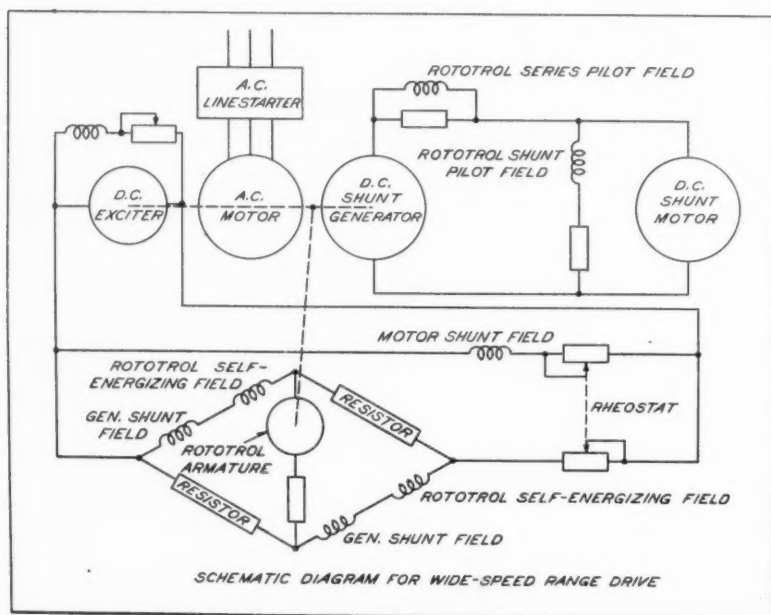 ROTOTROL SERIES PILOT FIELD
A.C.
LINESTARTER
ROTOTROL SHUNT
PILOT FIELD
D.C.
EXCITER
A.C.
MOTOR
D.C.
SHUNT
GENERATOR
D.C.
SHUNT
MOTOR
MOTOR SHUNT FIELD
ROTOTROL SELF-
ENERGIZING FIELD
GEN. SHUNT
FIELD
RESISTOR
RHEOSTAT
ROTOTROL
ARMATURE
RESISTOR
ROTOTROL SELF-ENERGIZING FIELD
GEN. SHUNT FIELD
SCHEMATIC DIAGRAM FOR WIDE-SPEED RANGE DRIVE